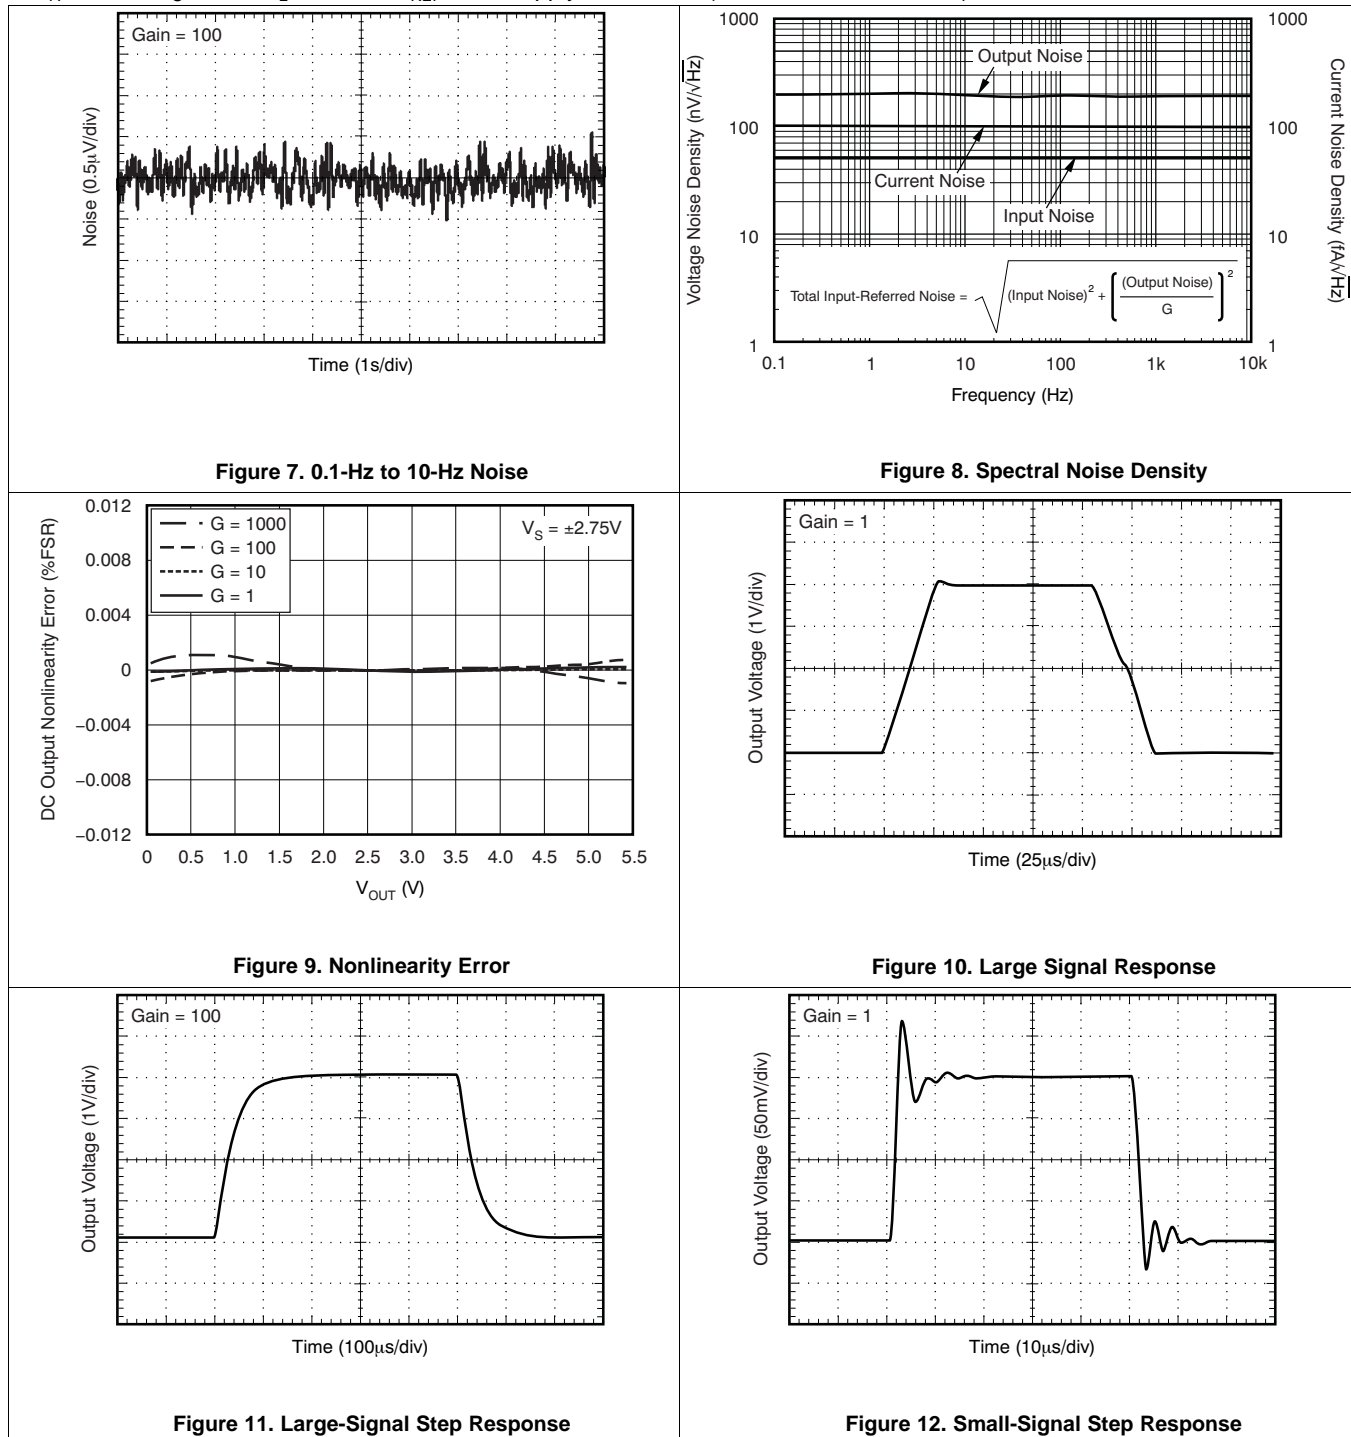 Gain = 100
Noise (0.5μV/div)
Time (1s/div)
Figure 7. 0.1-Hz to 10-Hz Noise
1000
100
10
1
Voltage Noise Density (nV/√Hz)
Output Noise
Current Noise
Input Noise
Total Input-Referred Noise = √ (Input Noise)² + [ (Output Noise) / G ]²
1000
100
10
1
Current Noise Density (fA/√Hz)
0.1 1 10 100 1k 10k
Frequency (Hz)
Figure 8. Spectral Noise Density
0.012
0.008
0.004
0
−0.004
−0.008
−0.012
DC Output Nonlinearity Error (%FSR)
G = 1000
G = 100
G = 10
G = 1
VS = ±2.75V
0 0.5 1.0 1.5 2.0 2.5 3.0 3.5 4.0 4.5 5.0 5.5
VOUT (V)
Figure 9. Nonlinearity Error
Gain = 1
Output Voltage (1V/div)
Time (25μs/div)
Figure 10. Large Signal Response
Gain = 100
Output Voltage (1V/div)
Time (100μs/div)
Figure 11. Large-Signal Step Response
Gain = 1
Output Voltage (50mV/div)
Time (10μs/div)
Figure 12. Small-Signal Step Response